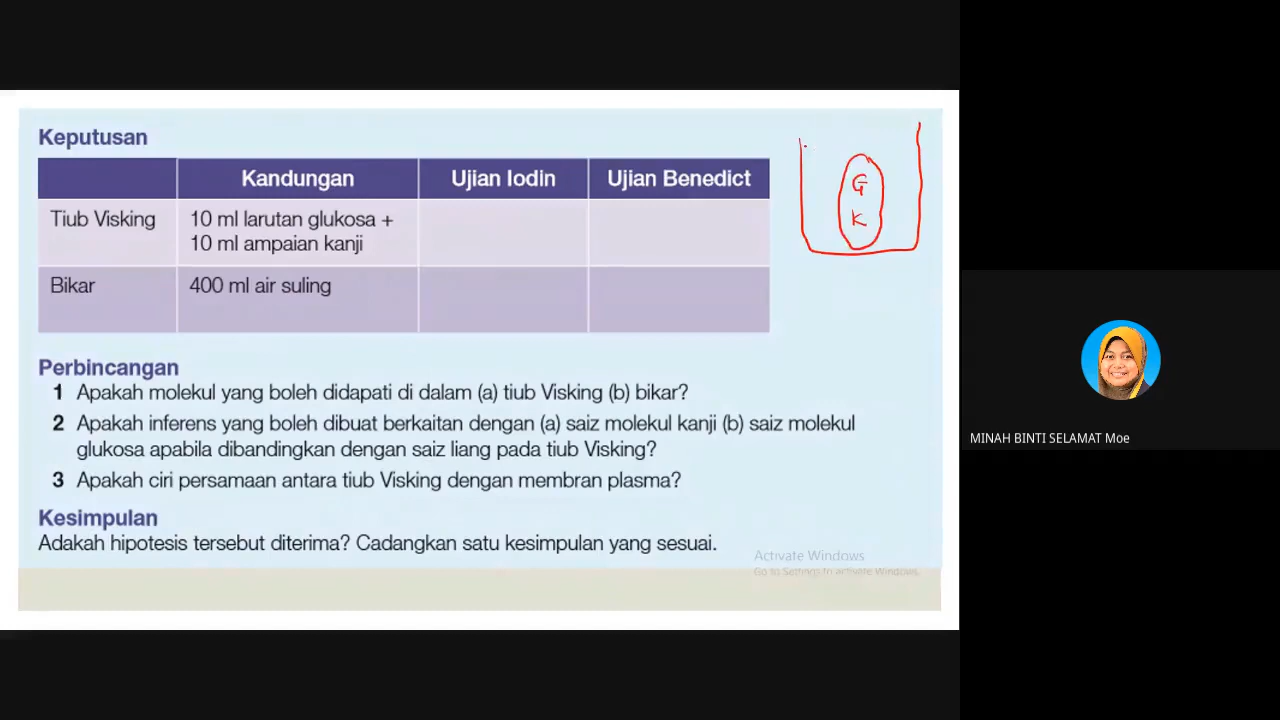 Keputusan
Kandungan Ujian Iodin Ujian Benedict
Tiub Visking 10 ml larutan glukosa +
10 ml ampaian kanji
Bikar 400 ml air suling
G
K
Perbincangan
1 Apakah molekul yang boleh didapati di dalam (a) tiub Visking (b) bikar?
2 Apakah inferens yang boleh dibuat berkaitan dengan (a) saiz molekul kanji (b) saiz molekul
glukosa apabila dibandingkan dengan saiz liang pada tiub Visking?
3 Apakah ciri persamaan antara tiub Visking dengan membran plasma?
Kesimpulan
Adakah hipotesis tersebut diterima? Cadangkan satu kesimpulan yang sesuai.
Activate Windows
Go to Settings to activate Windows.
MINAH BINTI SELAMAT Moe